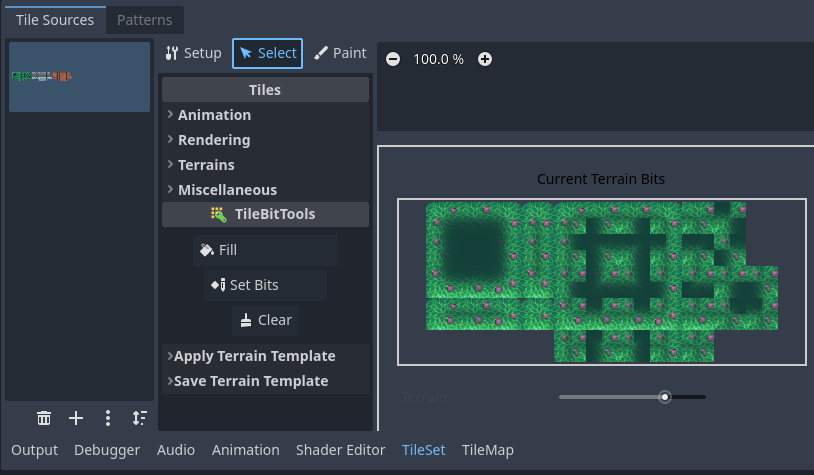 Tile Sources Patterns
Setup Select Paint
100.0 %
Tiles
Animation
Rendering
Terrains
Miscellaneous
TileBitTools
Fill
Set Bits
Clear
Apply Terrain Template
Save Terrain Template
Current Terrain Bits
Terrain
Output Debugger Audio Animation Shader Editor TileSet TileMap